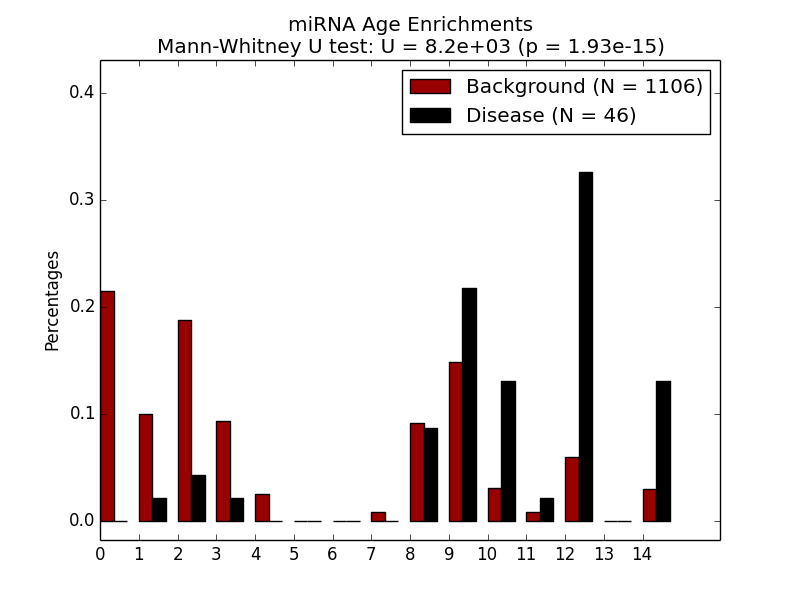 miRNA Age Enrichments
Mann-Whitney U test: U = 8.2e+03 (p = 1.93e-15)
Background (N = 1106)
Disease (N = 46)
Percentages
0.4
0.3
0.2
0.1
0.0
0 1 2 3 4 5 6 7 8 9 10 11 12 13 14